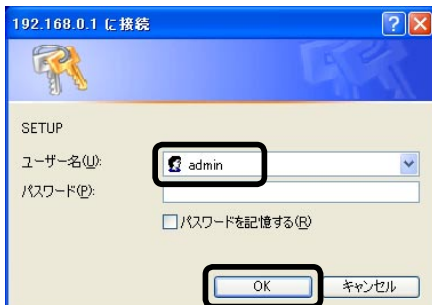 192.168.0.1 に接続
SETUP
ユーザー名(U):
admin
パスワード(P):
パスワードを記憶する(R)
OK
キャンセル